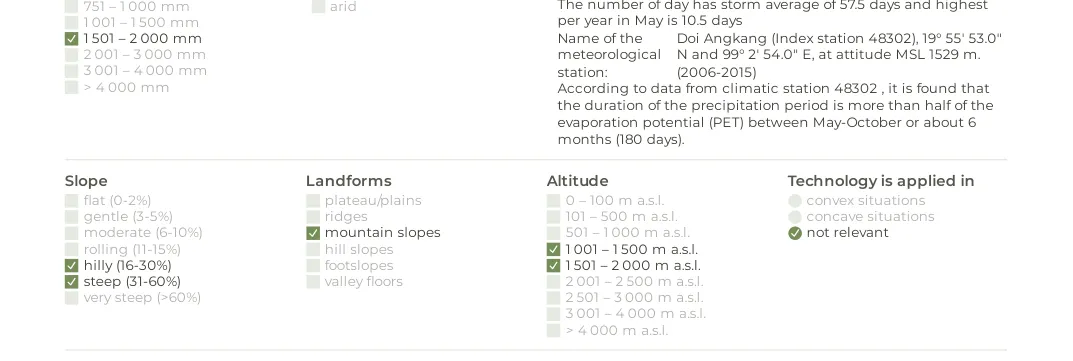 751 – 1 000 mm
1 001 – 1 500 mm
1 501 – 2 000 mm
2 001 – 3 000 mm
3 001 – 4 000 mm
> 4 000 mm
arid
The number of day has storm average of 57.5 days and highest
per year in May is 10.5 days
Name of the meteorological station:
Doi Angkang (Index station 48302), 19° 55' 53.0"
N and 99° 2' 54.0" E, at attitude MSL 1529 m.
(2006-2015)
According to data from climatic station 48302 , it is found that
the duration of the precipitation period is more than half of the
evaporation potential (PET) between May-October or about 6
months (180 days).
Slope
flat (0-2%)
gentle (3-5%)
moderate (6-10%)
rolling (11-15%)
hilly (16-30%)
steep (31-60%)
very steep (>60%)
Landforms
plateau/plains
ridges
mountain slopes
hill slopes
footslopes
valley floors
Altitude
0 – 100 m a.s.l.
101 – 500 m a.s.l.
501 – 1 000 m a.s.l.
1 001 – 1 500 m a.s.l.
1 501 – 2 000 m a.s.l.
2 001 – 2 500 m a.s.l.
2 501 – 3 000 m a.s.l.
3 001 – 4 000 m a.s.l.
> 4 000 m a.s.l.
Technology is applied in
convex situations
concave situations
not relevant